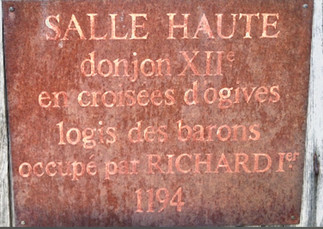 SALLE HAUTE
donjon XIIe
en croisées d'ogives
logis des barons
occupé par RICHARD Ier
1194